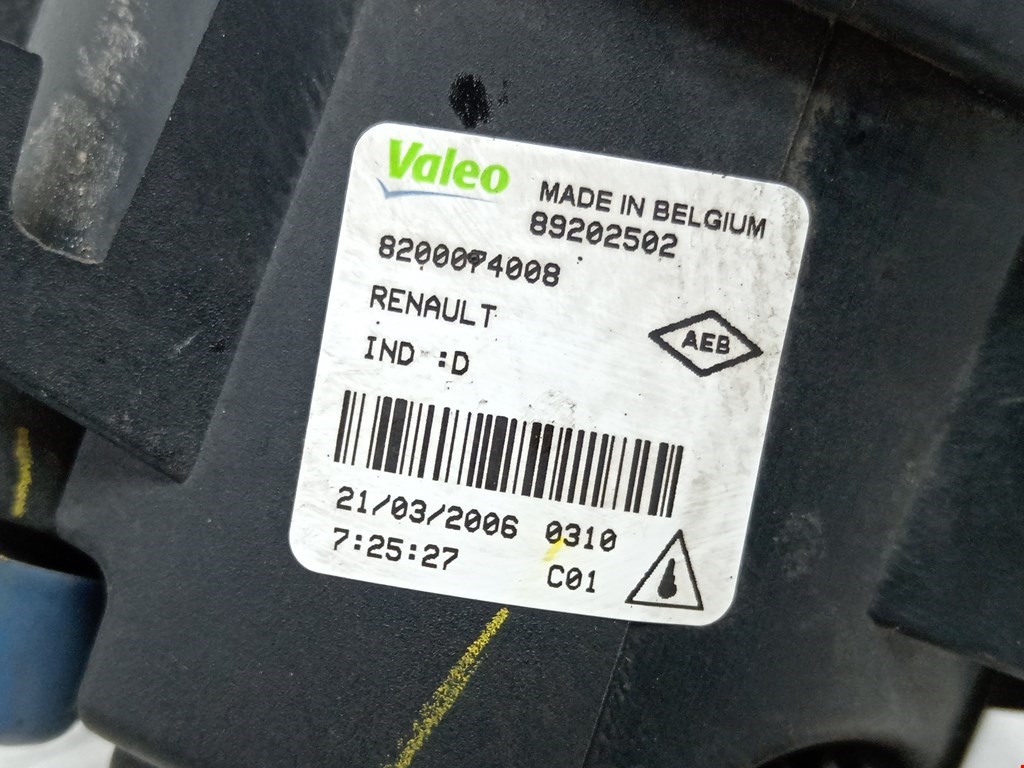 Valeo
MADE IN BELGIUM
89202502
8200074008
RENAULT
AEB
IND :D
21/03/2006 0310
7:25:27 C01